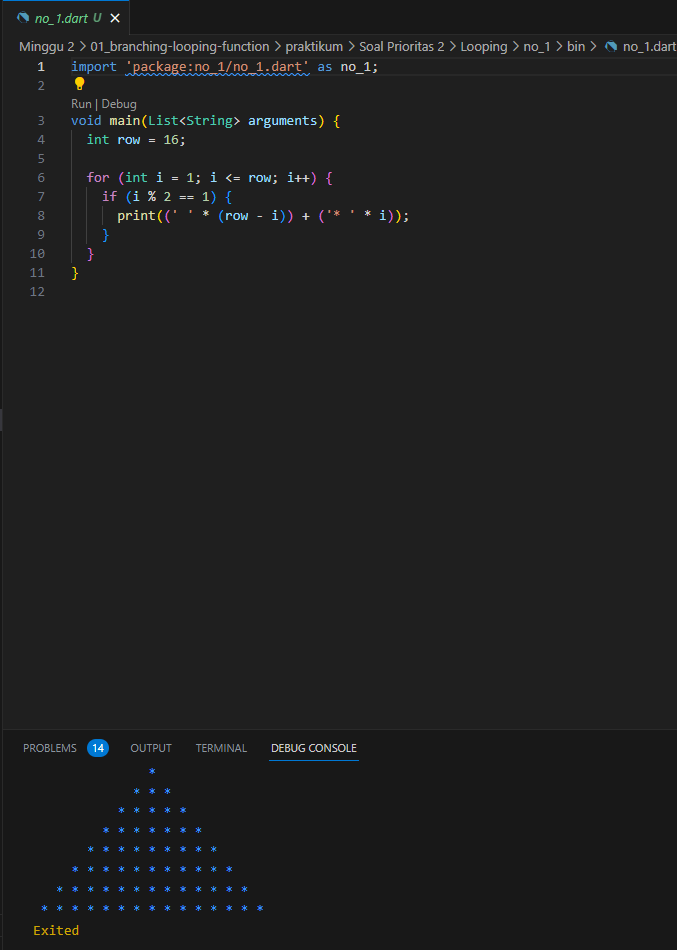 no_1.dart U
Minggu 2 > 01_branching-looping-function > praktikum > Soal Prioritas 2 > Looping > no_1 > bin > no_1.dart
1 import 'package:no_1/no_1.dart' as no_1;
2
Run | Debug
3 void main(List<String> arguments) {
4   int row = 16;
5
6   for (int i = 1; i <= row; i++) {
7     if (i % 2 == 1) {
8       print((' ' * (row - i)) + ('* ' * i));
9     }
10   }
11 }
12
PROBLEMS 14 OUTPUT TERMINAL DEBUG CONSOLE
               *
             * * *
           * * * * *
         * * * * * * *
       * * * * * * * * *
     * * * * * * * * * * *
   * * * * * * * * * * * * *
 * * * * * * * * * * * * * * *
Exited